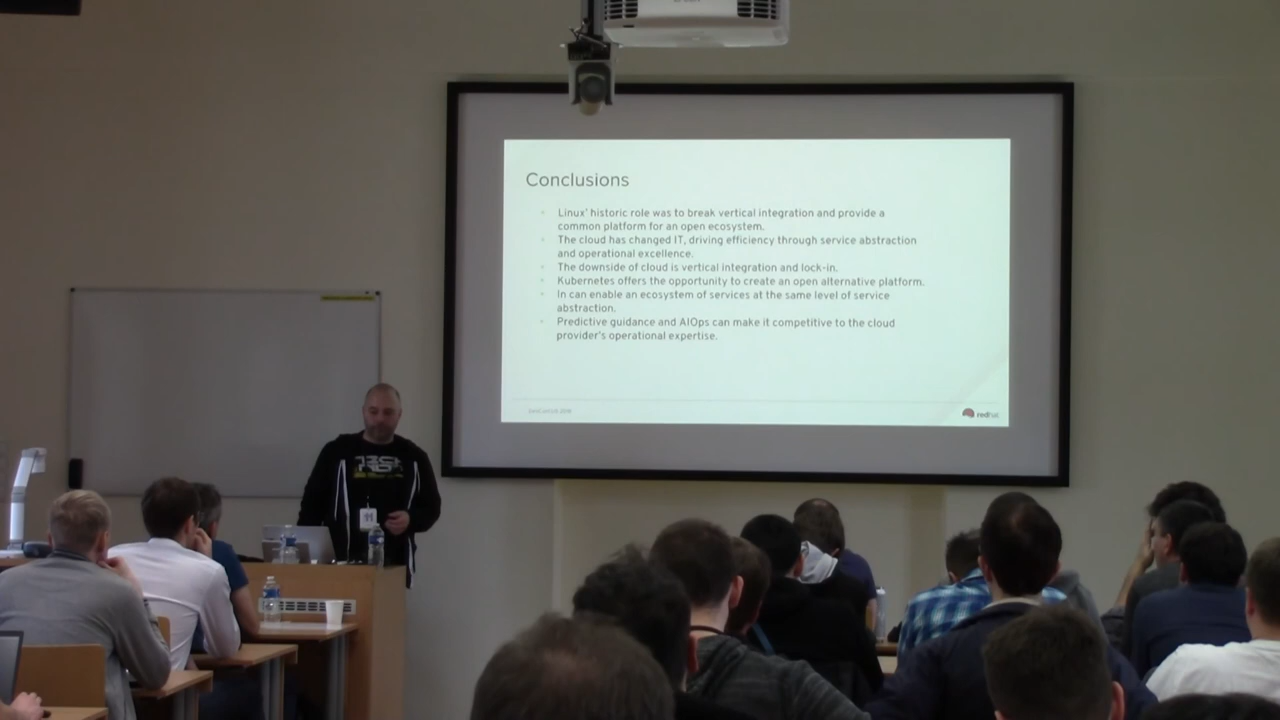 Conclusions
Linux' historic role was to break vertical integration and provide a
common platform for an open ecosystem.
The cloud has changed IT, driving efficiency through service abstraction
and operational excellence.
The downside of cloud is vertical integration and lock-in.
Kubernetes offers the opportunity to create an open alternative platform.
In can enable an ecosystem of services at the same level of service
abstraction.
Predictive guidance and AIOps can make it competitive to the cloud
provider's operational expertise.
redhat